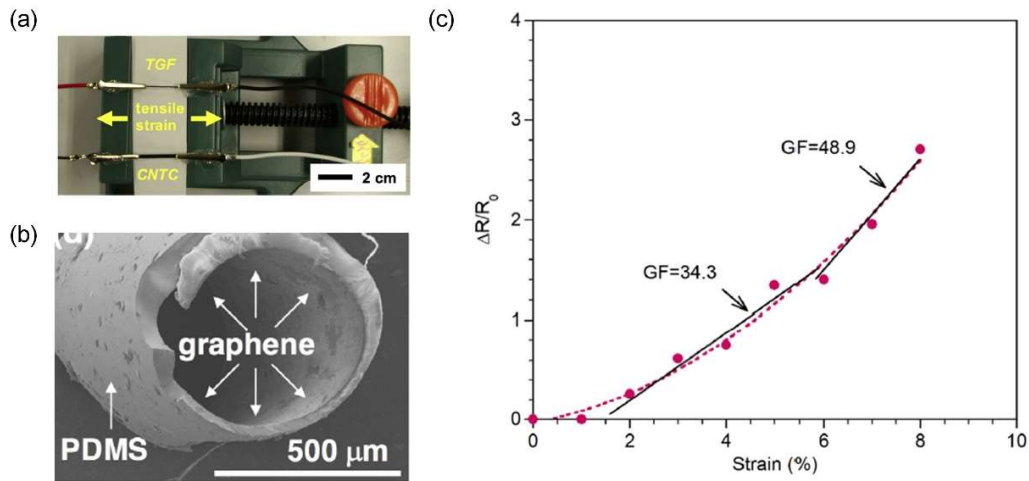 (a)
TGF
tensile
strain
CNTC
2 cm
(b)
graphene
PDMS
500 μm
(c)
4
3
2
1
0
ΔR/R0
GF=48.9
GF=34.3
0 2 4 6 8 10
Strain (%)